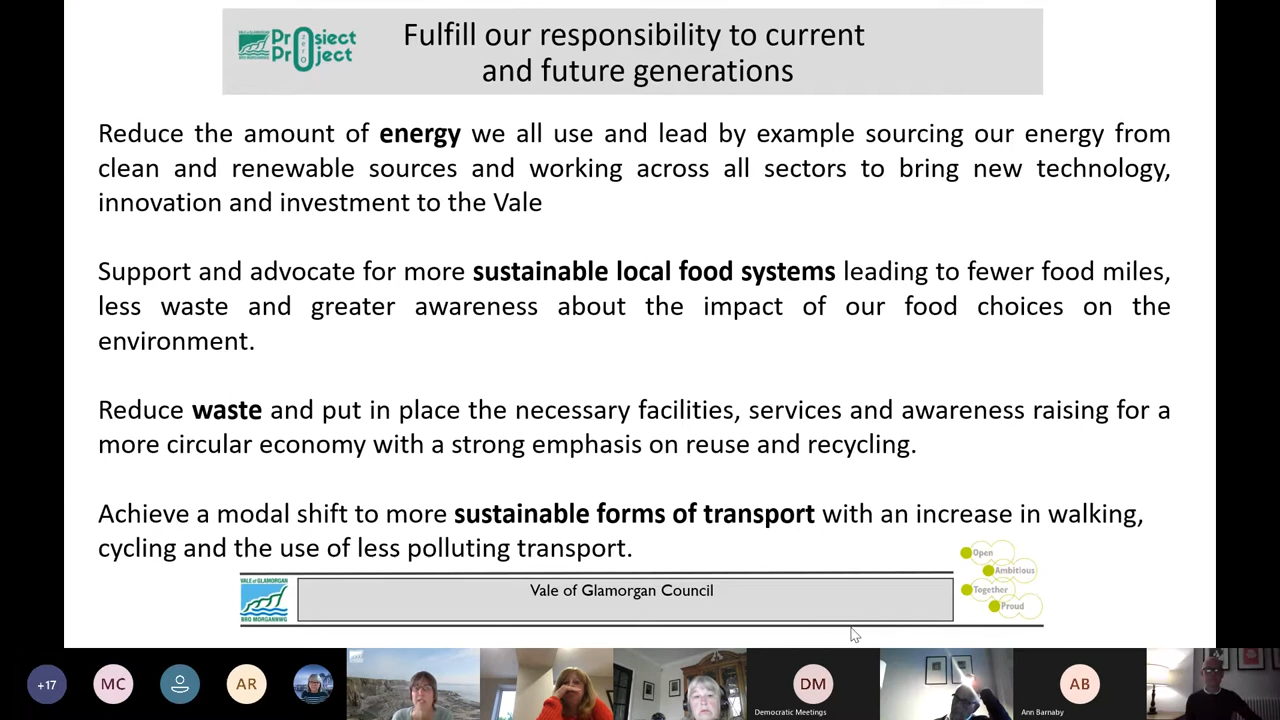 Prosiect
zero
Project
Fulfill our responsibility to current
and future generations
Reduce the amount of energy we all use and lead by example sourcing our energy from
clean and renewable sources and working across all sectors to bring new technology,
innovation and investment to the Vale
Support and advocate for more sustainable local food systems leading to fewer food miles,
less waste and greater awareness about the impact of our food choices on the
environment.
Reduce waste and put in place the necessary facilities, services and awareness raising for a
more circular economy with a strong emphasis on reuse and recycling.
Achieve a modal shift to more sustainable forms of transport with an increase in walking,
cycling and the use of less polluting transport.
VALE of GLAMORGAN
BRO MORGANNWG
Vale of Glamorgan Council
Open
Ambitious
Together
Proud
+17
MC
AR
DM
Democratic Meetings
AB
Ann Barnaby